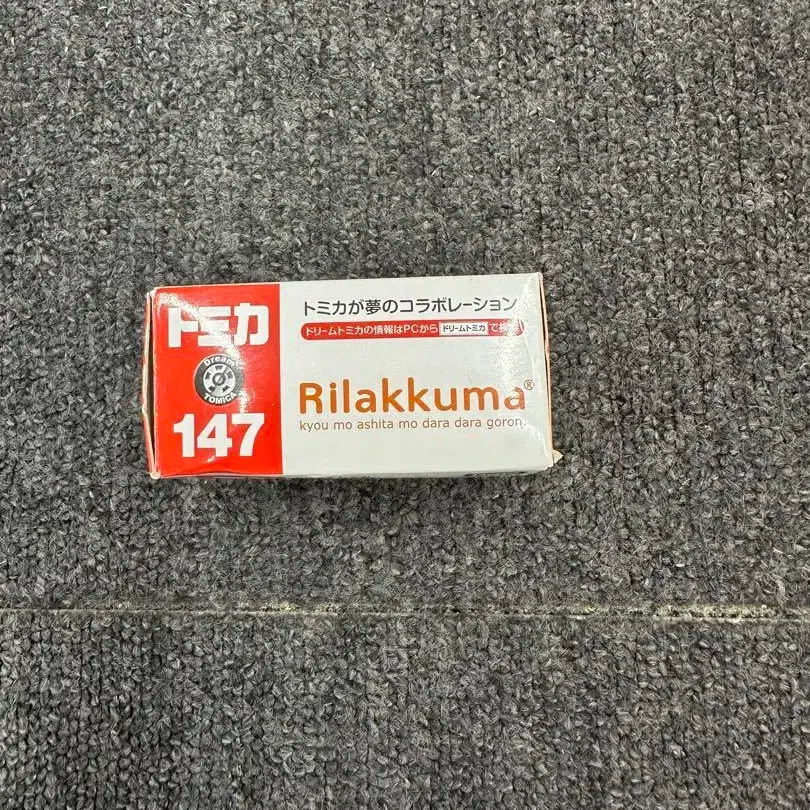 トミカ
Dream
TOMICA
147
トミカが夢のコラボレーション
ドリームトミカの情報はPCから ドリームトミカ で検索
Rilakkuma®
kyou mo ashita mo dara dara goron.